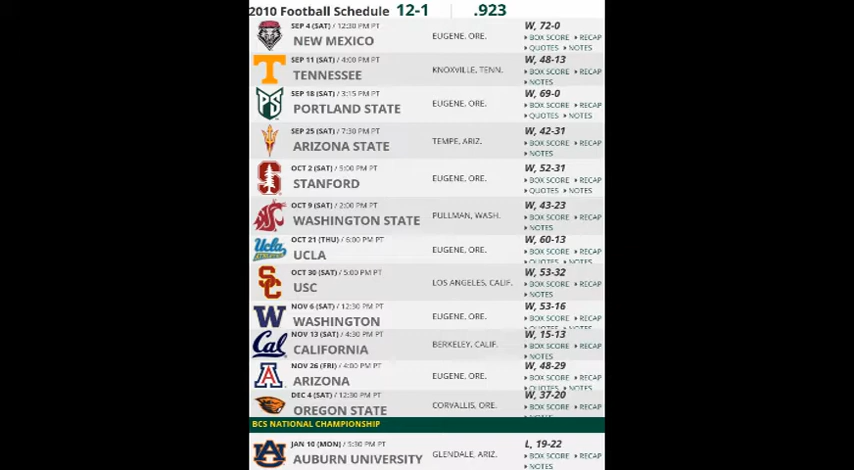 2010 Football Schedule 12-1 | .923
SEP 4 (SAT) / 12:30 PM PT
NEW MEXICO
EUGENE, ORE.
W, 72-0
BOX SCORE RECAP
QUOTES NOTES
SEP 11 (SAT) / 4:00 PM PT
TENNESSEE
KNOXVILLE, TENN.
W, 48-13
BOX SCORE RECAP
NOTES
SEP 18 (SAT) / 3:15 PM PT
PORTLAND STATE
EUGENE, ORE.
W, 69-0
BOX SCORE RECAP
QUOTES NOTES
SEP 25 (SAT) / 7:30 PM PT
ARIZONA STATE
TEMPE, ARIZ.
W, 42-31
BOX SCORE RECAP
NOTES
OCT 2 (SAT) / 5:00 PM PT
STANFORD
EUGENE, ORE.
W, 52-31
BOX SCORE RECAP
QUOTES NOTES
OCT 9 (SAT) / 2:00 PM PT
WASHINGTON STATE
PULLMAN, WASH.
W, 43-23
BOX SCORE RECAP
NOTES
OCT 21 (THU) / 6:00 PM PT
Ucla
UCLA
EUGENE, ORE.
W, 60-13
BOX SCORE RECAP
QUOTES NOTES
OCT 30 (SAT) / 5:00 PM PT
SC
USC
LOS ANGELES, CALIF.
W, 53-32
BOX SCORE RECAP
NOTES
NOV 6 (SAT) / 12:30 PM PT
W
WASHINGTON
EUGENE, ORE.
W, 53-16
BOX SCORE RECAP
QUOTES NOTES
NOV 13 (SAT) / 4:30 PM PT
Cal
CALIFORNIA
BERKELEY, CALIF.
W, 15-13
BOX SCORE RECAP
NOTES
NOV 26 (FRI) / 4:00 PM PT
A
ARIZONA
EUGENE, ORE.
W, 48-29
BOX SCORE RECAP
QUOTES NOTES
DEC 4 (SAT) / 12:30 PM PT
OREGON STATE
CORVALLIS, ORE.
W, 37-20
BOX SCORE RECAP
NOTES
BCS NATIONAL CHAMPIONSHIP
JAN 10 (MON) / 5:30 PM PT
AU
AUBURN UNIVERSITY
GLENDALE, ARIZ.
L, 19-22
BOX SCORE RECAP
NOTES